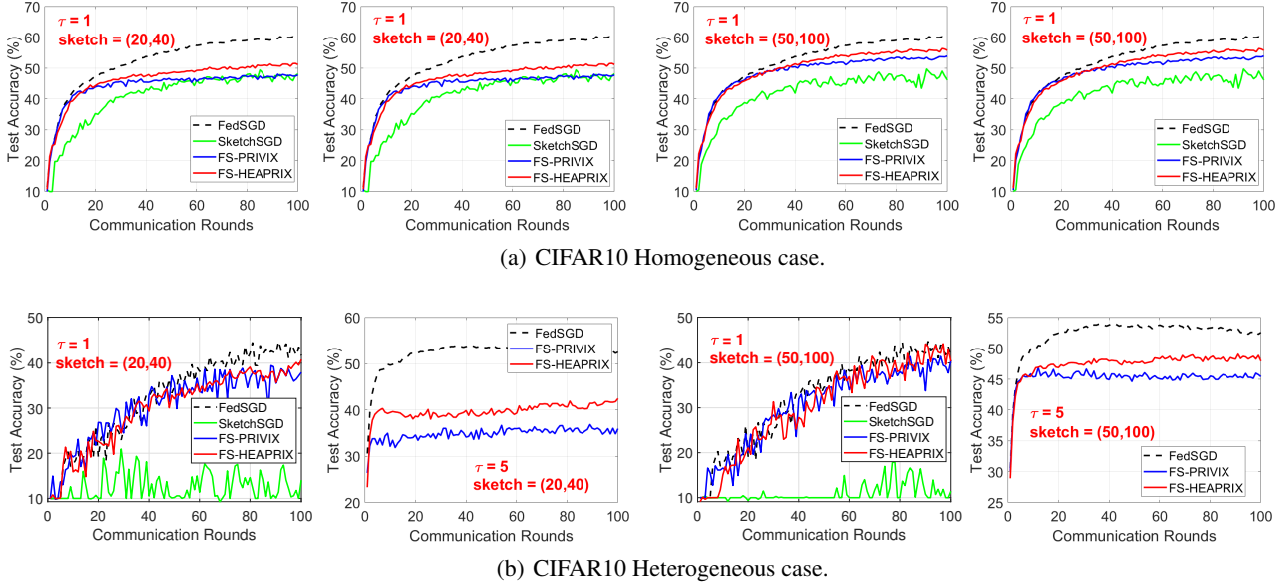 τ = 1
sketch = (20,40)
Test Accuracy (%)
70
60
50
40
30
20
10
FedSGD
SketchSGD
FS-PRIVIX
FS-HEAPRIX
0 20 40 60 80 100
Communication Rounds
τ = 1
sketch = (20,40)
Test Accuracy (%)
70
60
50
40
30
20
10
FedSGD
SketchSGD
FS-PRIVIX
FS-HEAPRIX
0 20 40 60 80 100
Communication Rounds
τ = 1
sketch = (50,100)
Test Accuracy (%)
70
60
50
40
30
20
10
FedSGD
SketchSGD
FS-PRIVIX
FS-HEAPRIX
0 20 40 60 80 100
Communication Rounds
τ = 1
sketch = (50,100)
Test Accuracy (%)
70
60
50
40
30
20
10
FedSGD
SketchSGD
FS-PRIVIX
FS-HEAPRIX
0 20 40 60 80 100
Communication Rounds
(a) CIFAR10 Homogeneous case.
τ = 1
sketch = (20,40)
Test Accuracy (%)
50
40
30
20
10
FedSGD
SketchSGD
FS-PRIVIX
FS-HEAPRIX
0 20 40 60 80 100
Communication Rounds
Test Accuracy (%)
60
50
40
30
20
FedSGD
FS-PRIVIX
FS-HEAPRIX
τ = 5
sketch = (20,40)
0 20 40 60 80 100
Communication Rounds
τ = 1
sketch = (50,100)
Test Accuracy (%)
50
40
30
20
10
FedSGD
SketchSGD
FS-PRIVIX
FS-HEAPRIX
0 20 40 60 80 100
Communication Rounds
Test Accuracy (%)
55
50
45
40
35
30
25
τ = 5
sketch = (50,100)
FedSGD
FS-PRIVIX
FS-HEAPRIX
0 20 40 60 80 100
Communication Rounds
(b) CIFAR10 Heterogeneous case.